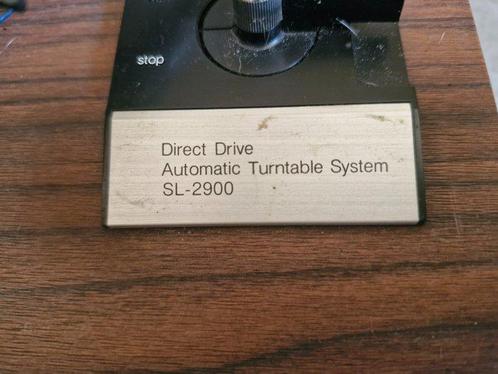 stop
Direct Drive
Automatic Turntable System
SL-2900